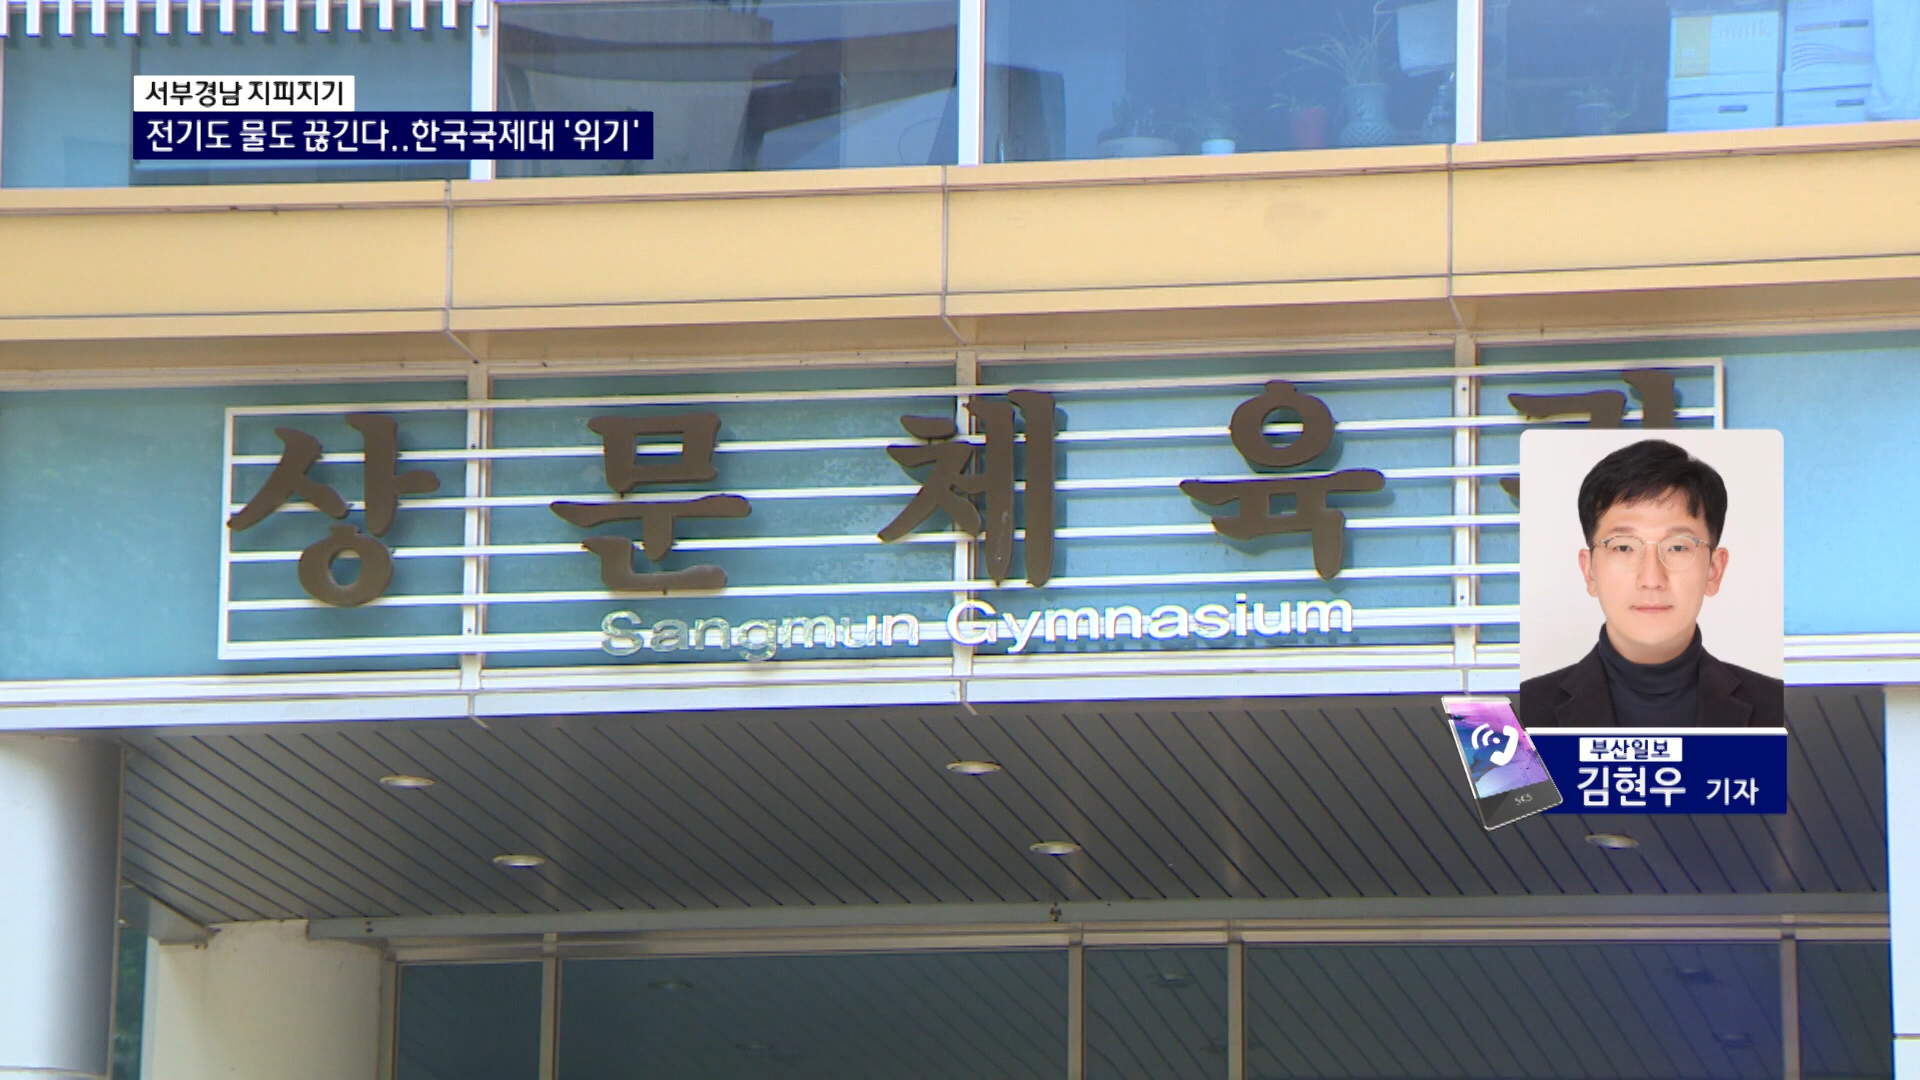 서부경남 지피지기
전기도 물도 끊긴다..한국국제대 '위기'
상문체육
Sangmun Gymnasium
부산일보
김현우 기자
SCS